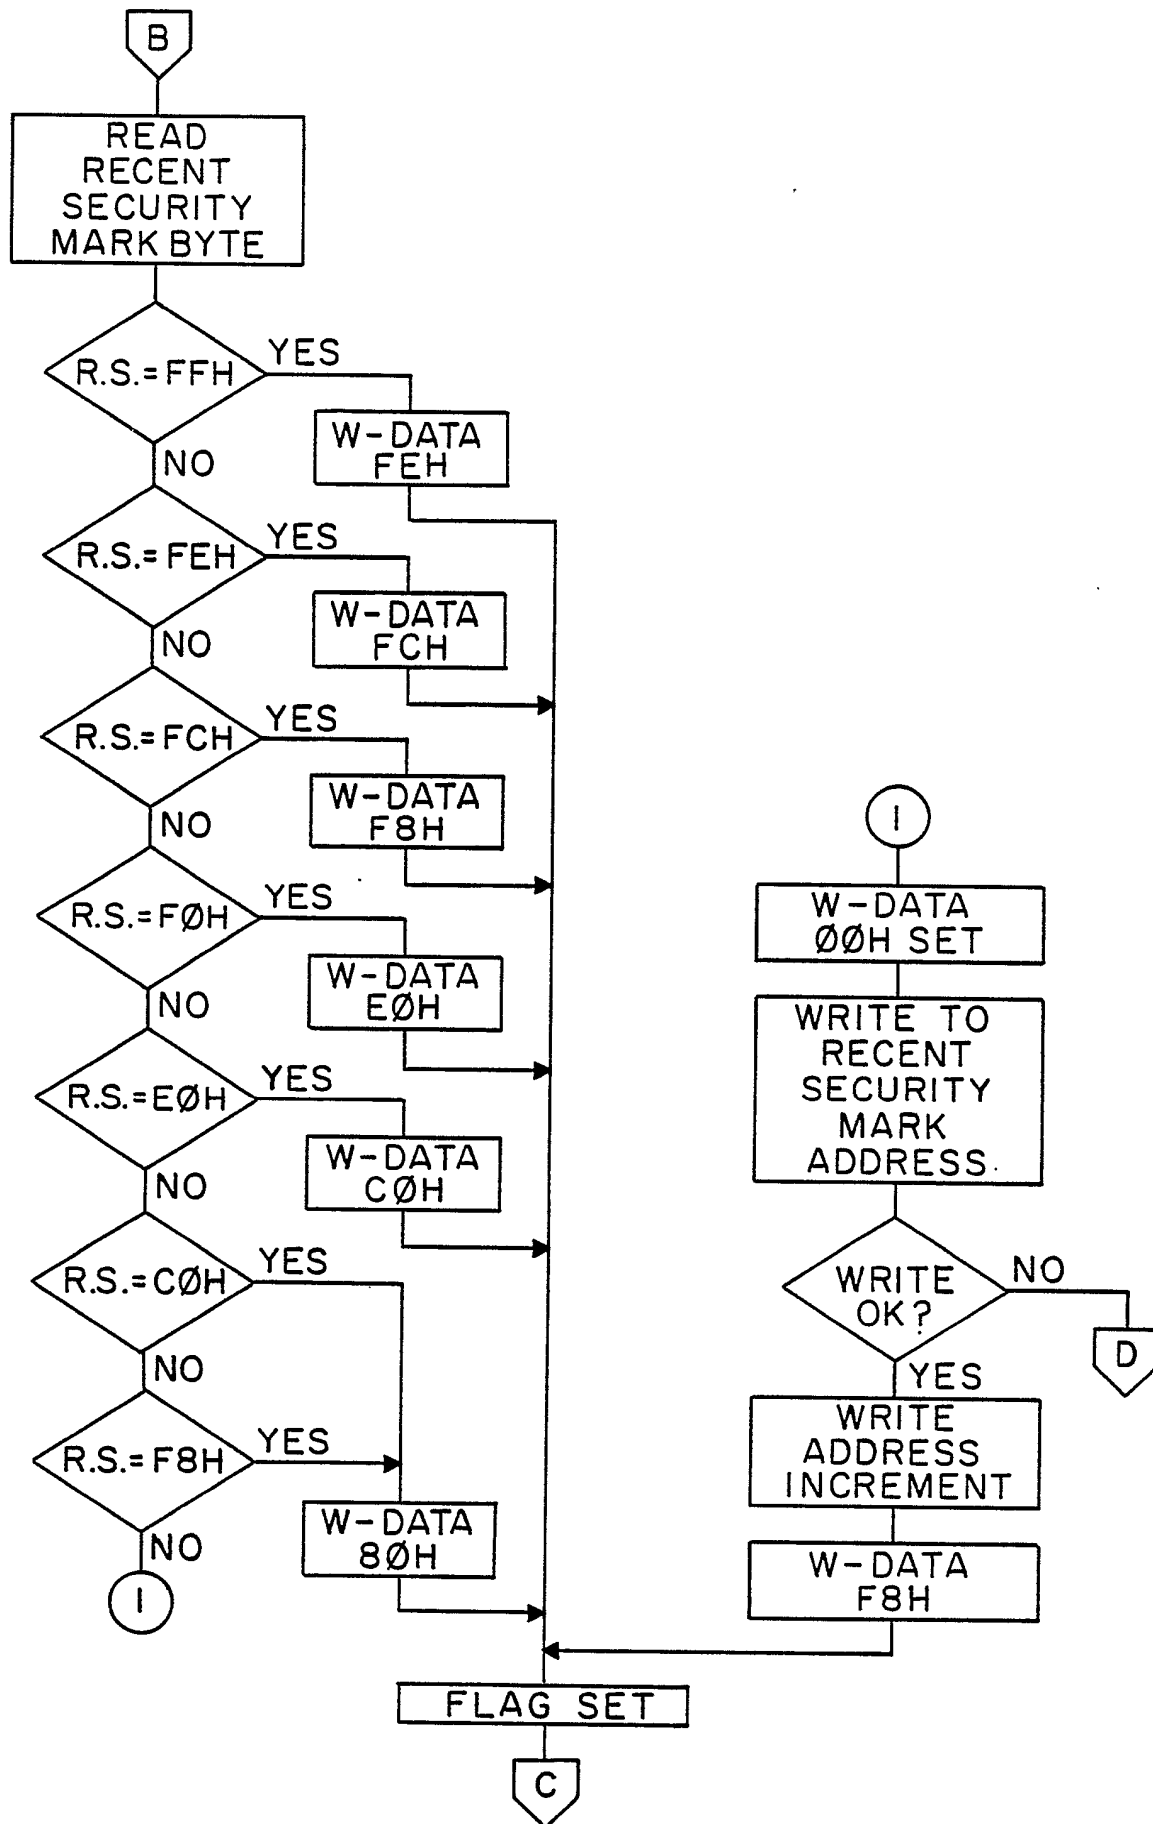 B
READ
RECENT
SECURITY
MARK BYTE
R.S.=FFH
YES
W-DATA
FEH
NO
R.S.=FEH
YES
W-DATA
FCH
NO
R.S.=FCH
YES
W-DATA
F8H
NO
R.S.=FØH
YES
W-DATA
EØH
NO
R.S.=EØH
YES
W-DATA
CØH
NO
R.S.=CØH
YES
NO
R.S.=F8H
YES
W-DATA
8ØH
NO
I
I
W-DATA
ØØH SET
WRITE TO
RECENT
SECURITY
MARK
ADDRESS
WRITE
OK?
NO
D
YES
WRITE
ADDRESS
INCREMENT
W-DATA
F8H
FLAG SET
C